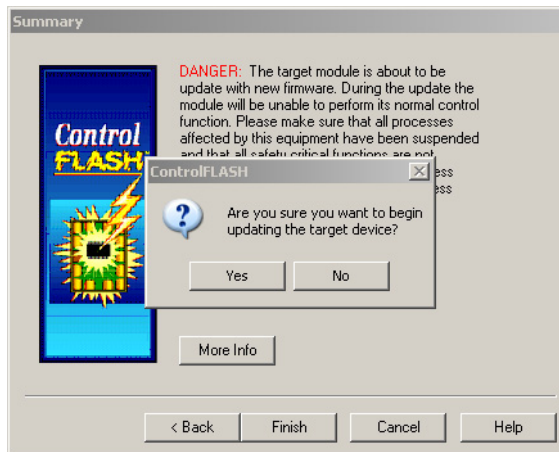 Summary
DANGER: The target module is about to be
update with new firmware. During the update the
module will be unable to perform its normal control
function. Please make sure that all processes
affected by this equipment have been suspended
and that all safety critical functions are not
Control
FLASH
ControlFLASH
Are you sure you want to begin
updating the target device?
Yes
No
More Info
< Back
Finish
Cancel
Help